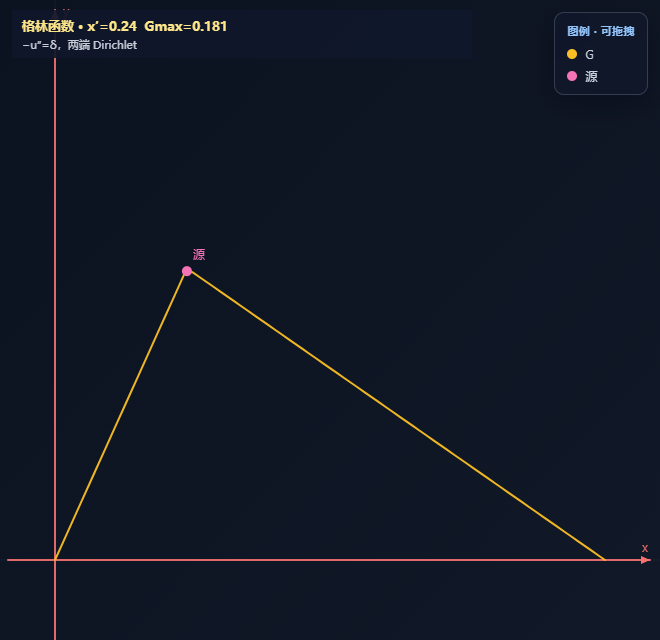 格林函数 • x′=0.24 Gmax=0.181
−u″=δ，两端 Dirichlet
图例 · 可拖拽
G
源
源
x